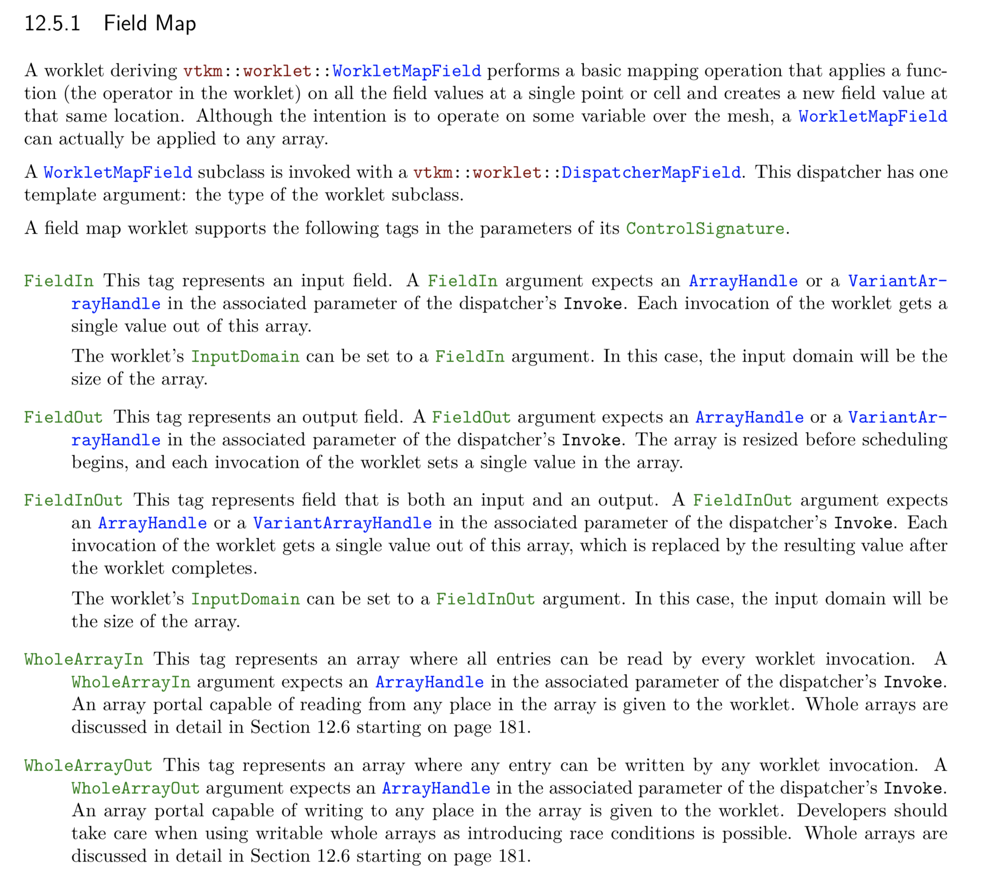 12.5.1 Field Map
A worklet deriving vtkm::worklet::WorkletMapField performs a basic mapping operation that applies a func-
tion (the operator in the worklet) on all the field values at a single point or cell and creates a new field value at
that same location. Although the intention is to operate on some variable over the mesh, a WorkletMapField
can actually be applied to any array.
A WorkletMapField subclass is invoked with a vtkm::worklet::DispatcherMapField. This dispatcher has one
template argument: the type of the worklet subclass.
A field map worklet supports the following tags in the parameters of its ControlSignature.
FieldIn This tag represents an input field. A FieldIn argument expects an ArrayHandle or a VariantAr-
rayHandle in the associated parameter of the dispatcher's Invoke. Each invocation of the worklet gets a
single value out of this array.
The worklet's InputDomain can be set to a FieldIn argument. In this case, the input domain will be the
size of the array.
FieldOut This tag represents an output field. A FieldOut argument expects an ArrayHandle or a VariantAr-
rayHandle in the associated parameter of the dispatcher's Invoke. The array is resized before scheduling
begins, and each invocation of the worklet sets a single value in the array.
FieldInOut This tag represents field that is both an input and an output. A FieldInOut argument expects
an ArrayHandle or a VariantArrayHandle in the associated parameter of the dispatcher's Invoke. Each
invocation of the worklet gets a single value out of this array, which is replaced by the resulting value after
the worklet completes.
The worklet's InputDomain can be set to a FieldInOut argument. In this case, the input domain will be
the size of the array.
WholeArrayIn This tag represents an array where all entries can be read by every worklet invocation. A
WholeArrayIn argument expects an ArrayHandle in the associated parameter of the dispatcher's Invoke.
An array portal capable of reading from any place in the array is given to the worklet. Whole arrays are
discussed in detail in Section 12.6 starting on page 181.
WholeArrayOut This tag represents an array where any entry can be written by any worklet invocation. A
WholeArrayOut argument expects an ArrayHandle in the associated parameter of the dispatcher's Invoke.
An array portal capable of writing to any place in the array is given to the worklet. Developers should
take care when using writable whole arrays as introducing race conditions is possible. Whole arrays are
discussed in detail in Section 12.6 starting on page 181.